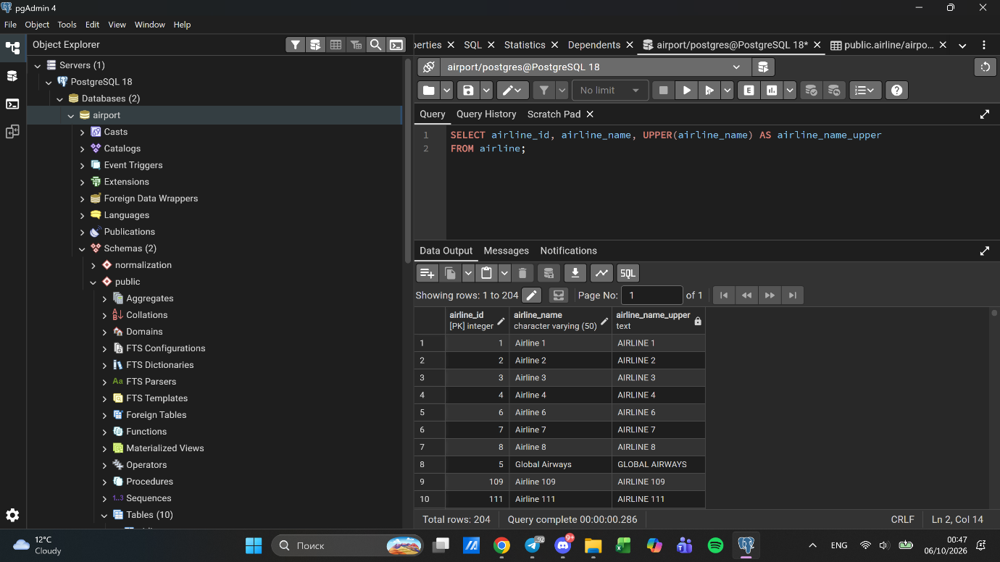 pgAdmin 4
File Object Tools Edit View Window Help
Object Explorer
Servers (1)
PostgreSQL 18
Databases (2)
airport
Casts
Catalogs
Event Triggers
Extensions
Foreign Data Wrappers
Languages
Publications
Schemas (2)
normalization
public
Aggregates
Collations
Domains
FTS Configurations
FTS Dictionaries
Aa FTS Parsers
FTS Templates
Foreign Tables
Functions
Materialized Views
Operators
Procedures
1..3 Sequences
Tables (10)
perties SQL Statistics Dependents airport/postgres@PostgreSQL 18* public.airline/airpo...
airport/postgres@PostgreSQL 18
No limit E
Query Query History Scratch Pad
1 SELECT airline_id, airline_name, UPPER(airline_name) AS airline_name_upper
2 FROM airline;
Data Output Messages Notifications
SQL
Showing rows: 1 to 204 Page No: 1 of 1
airline_id airline_name airline_name_upper
[PK] integer character varying (50) text
1 1 Airline 1 AIRLINE 1
2 2 Airline 2 AIRLINE 2
3 3 Airline 3 AIRLINE 3
4 4 Airline 4 AIRLINE 4
5 6 Airline 6 AIRLINE 6
6 7 Airline 7 AIRLINE 7
7 8 Airline 8 AIRLINE 8
8 5 Global Airways GLOBAL AIRWAYS
9 109 Airline 109 AIRLINE 109
10 111 Airline 111 AIRLINE 111
Total rows: 204 Query complete 00:00:00.286 CRLF Ln 2, Col 14
12°C
Cloudy
Поиск
92
9+
ENG
00:47
06/10/2026